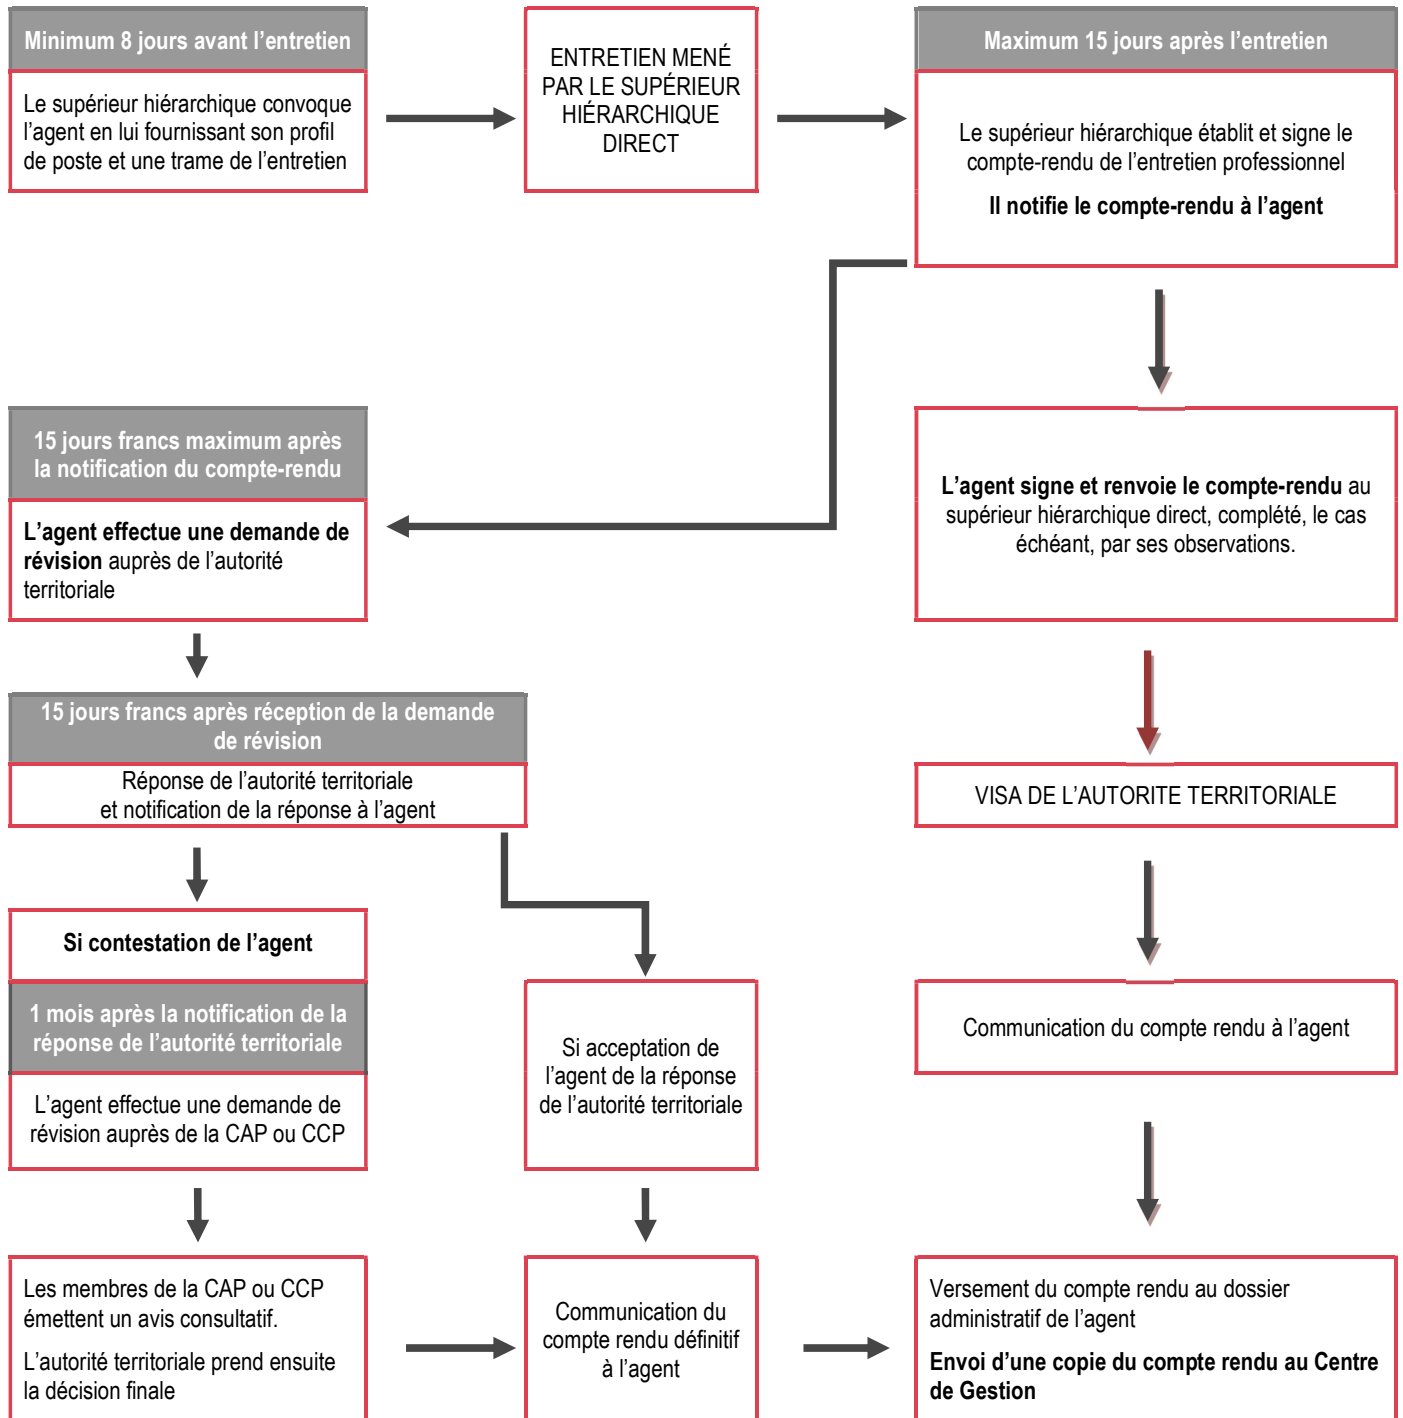 Minimum 8 jours avant l’entretien
Le supérieur hiérarchique convoque
l’agent en lui fournissant son profil
de poste et une trame de l’entretien
ENTRETIEN MENÉ
PAR LE SUPÉRIEUR
HIÉRARCHIQUE
DIRECT
Maximum 15 jours après l’entretien
Le supérieur hiérarchique établit et signe le
compte-rendu de l’entretien professionnel
Il notifie le compte-rendu à l’agent
15 jours francs maximum après
la notification du compte-rendu
L’agent effectue une demande de
révision auprès de l’autorité
territoriale
L’agent signe et renvoie le compte-rendu au
supérieur hiérarchique direct, complété, le cas
échéant, par ses observations.
15 jours francs après réception de la demande
de révision
Réponse de l’autorité territoriale
et notification de la réponse à l’agent
VISA DE L’AUTORITE TERRITORIALE
Si contestation de l’agent
1 mois après la notification de la
réponse de l’autorité territoriale
L’agent effectue une demande de
révision auprès de la CAP ou CCP
Si acceptation de
l’agent de la réponse
de l’autorité territoriale
Communication du compte rendu à l’agent
Les membres de la CAP ou CCP
émettent un avis consultatif.
L’autorité territoriale prend ensuite
la décision finale
Communication du
compte rendu définitif
à l’agent
Versement du compte rendu au dossier
administratif de l’agent
Envoi d’une copie du compte rendu au Centre
de Gestion